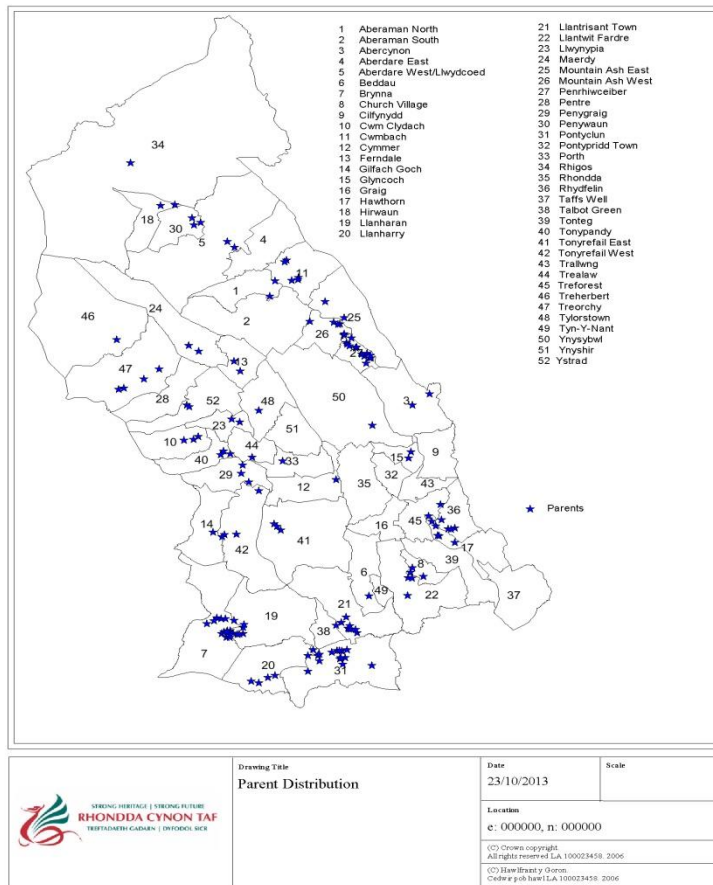 1 Aberaman North
2 Aberaman South
3 Abercynon
4 Aberdare East
5 Aberdare West/Llwydcoed
6 Beddau
7 Brynna
8 Church Village
9 Cilfynydd
10 Cwm Clydach
11 Cwmbach
12 Cymmer
13 Ferndale
14 Gilfach Goch
15 Glyncoch
16 Graig
17 Hawthorn
18 Hirwaun
19 Llanharan
20 Llanharry
21 Llantrisant Town
22 Llantwit Fardre
23 Llwynypia
24 Maerdy
25 Mountain Ash East
26 Mountain Ash West
27 Penrhiwceiber
28 Pentre
29 Penygraig
30 Penywaun
31 Pontyclun
32 Pontypridd Town
33 Porth
34 Rhigos
35 Rhondda
36 Rhydfelin
37 Taffs Well
38 Talbot Green
39 Tonteg
40 Tonypandy
41 Tonyrefail East
42 Tonyrefail West
43 Trallwng
44 Trealaw
45 Treforest
46 Treherbert
47 Treorchy
48 Tylorstown
49 Tyn-Y-Nant
50 Ynysybwl
51 Ynyshir
52 Ystrad
34
18
30
5
4
11
1
2
24
46
25
26
27
13
47
28
52
48
50
3
23
51
10
44
40
33
15
9
29
12
35
32
43
14
42
41
16
45
36
17
6
8
39
49
22
37
19
21
38
7
20
31
Parents
STRONG HERITAGE | STRONG FUTURE
RHONDDA CYNON TAF
TREFTADAETH GADARN | DYFODOL SICR
Drawing Title
Parent Distribution
Date
23/10/2013
Scale
Location
e: 000000, n: 000000
(C) Crown copyright.
All rights reserved LA 100023458. 2006
(C) Hawlfraint y Goron.
Cedwir pob hawl LA 100023458. 2006